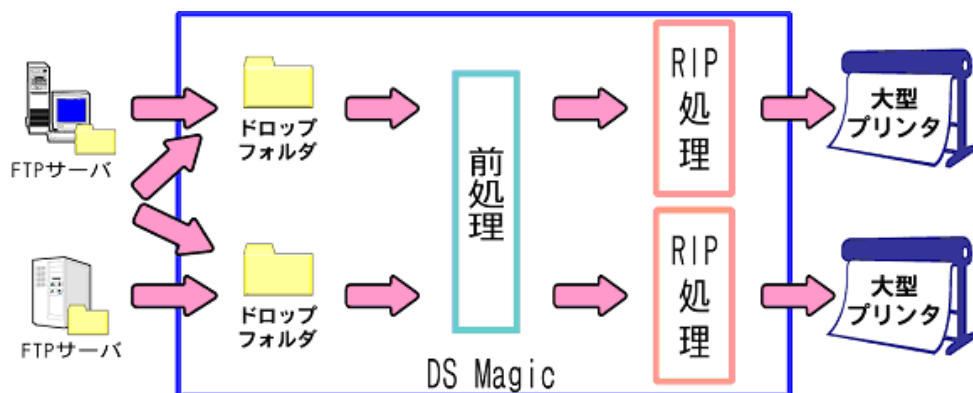 FTPサーバ
ドロップ
フォルダ
前処理
RIP
処
理
大型
プリンタ
FTPサーバ
ドロップ
フォルダ
RIP
処
理
大型
プリンタ
DS Magic